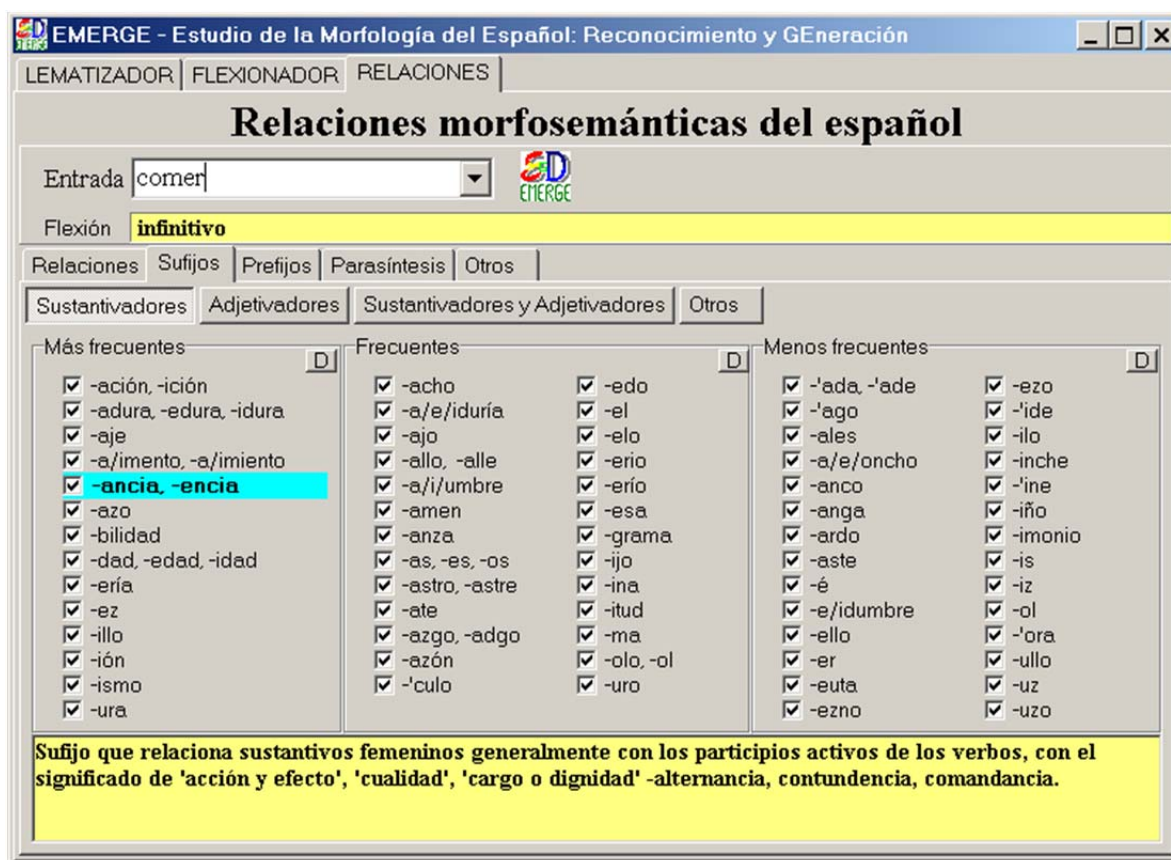 EMERGE - Estudio de la Morfología del Español: Reconocimiento y GEneración
LEMATIZADOR FLEXIONADOR RELACIONES
Relaciones morfosemánticas del español
Entrada comer
EMERGE
Flexión infinitivo
Relaciones Sufijos Prefijos Parasíntesis Otros
Sustantivadores Adjetivadores Sustantivadores y Adjetivadores Otros
Más frecuentes D
-ación, -ición
-adura, -edura, -idura
-aje
-a/imento, -a/imiento
-ancia, -encia
-azo
-bilidad
-dad, -edad, -idad
-ería
-ez
-illo
-ión
-ismo
-ura
Frecuentes D
-acho
-a/e/iduría
-ajo
-allo, -alle
-a/i/umbre
-amen
-anza
-as, -es, -os
-astro, -astre
-ate
-azgo, -adgo
-azón
-'culo
-edo
-el
-elo
-erio
-erío
-esa
-grama
-ijo
-ina
-itud
-ma
-olo, -ol
-uro
Menos frecuentes D
-'ada, -'ade
-'ago
-ales
-a/e/oncho
-anco
-anga
-ardo
-aste
-é
-e/idumbre
-ello
-er
-euta
-ezno
-ezo
-'ide
-ilo
-inche
-'ine
-iño
-imonio
-is
-iz
-ol
-'ora
-ullo
-uz
-uzo
Sufijo que relaciona sustantivos femeninos generalmente con los participios activos de los verbos, con el
significado de 'acción y efecto', 'cualidad', 'cargo o dignidad' -alternancia, contundencia, comandancia.